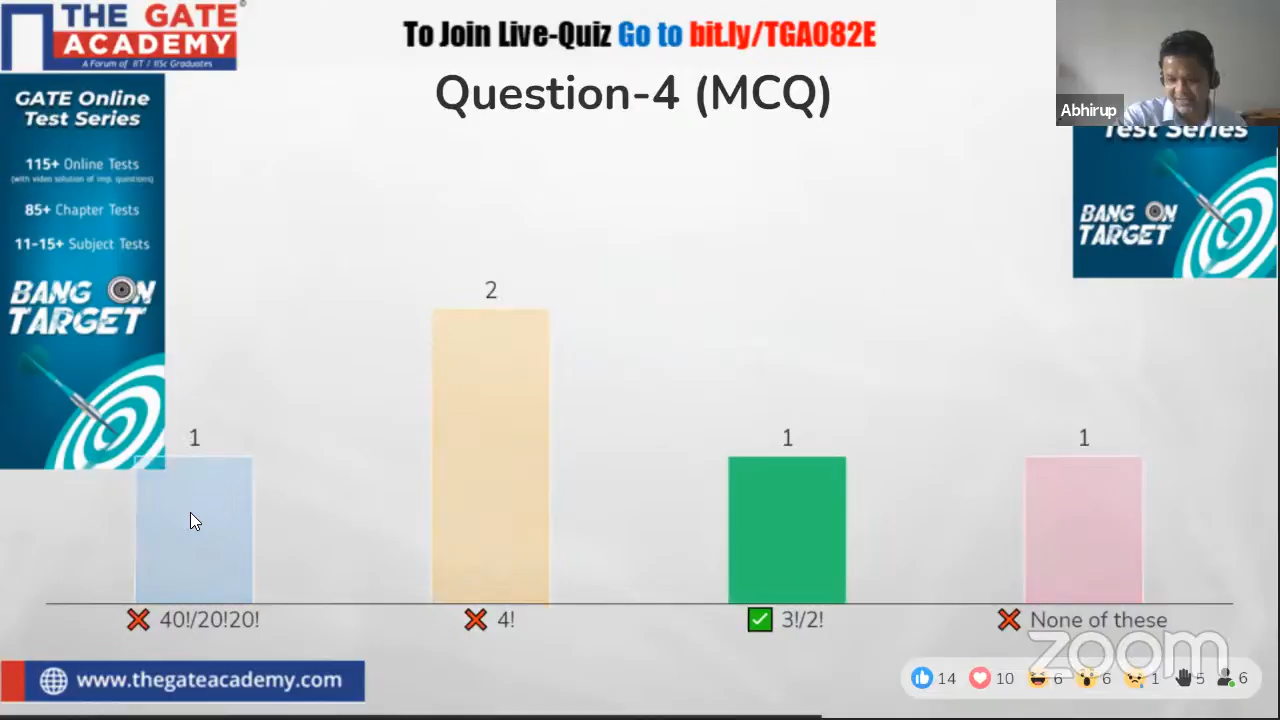 THE GATE
ACADEMY
A Forum of IIT / IISc Graduates
To Join Live-Quiz Go to bit.ly/TGA082E
Question-4 (MCQ)
Abhirup
GATE Online
Test Series
115+ Online Tests
(with video solution of imp. questions)
85+ Chapter Tests
11-15+ Subject Tests
BANG ON
TARGET
Test Series
BANG ON
TARGET
1
2
1
1
40!/20!20!
4!
3!/2!
None of these
zoom
www.thegateacademy.com
14 10 6 6 1 5 6